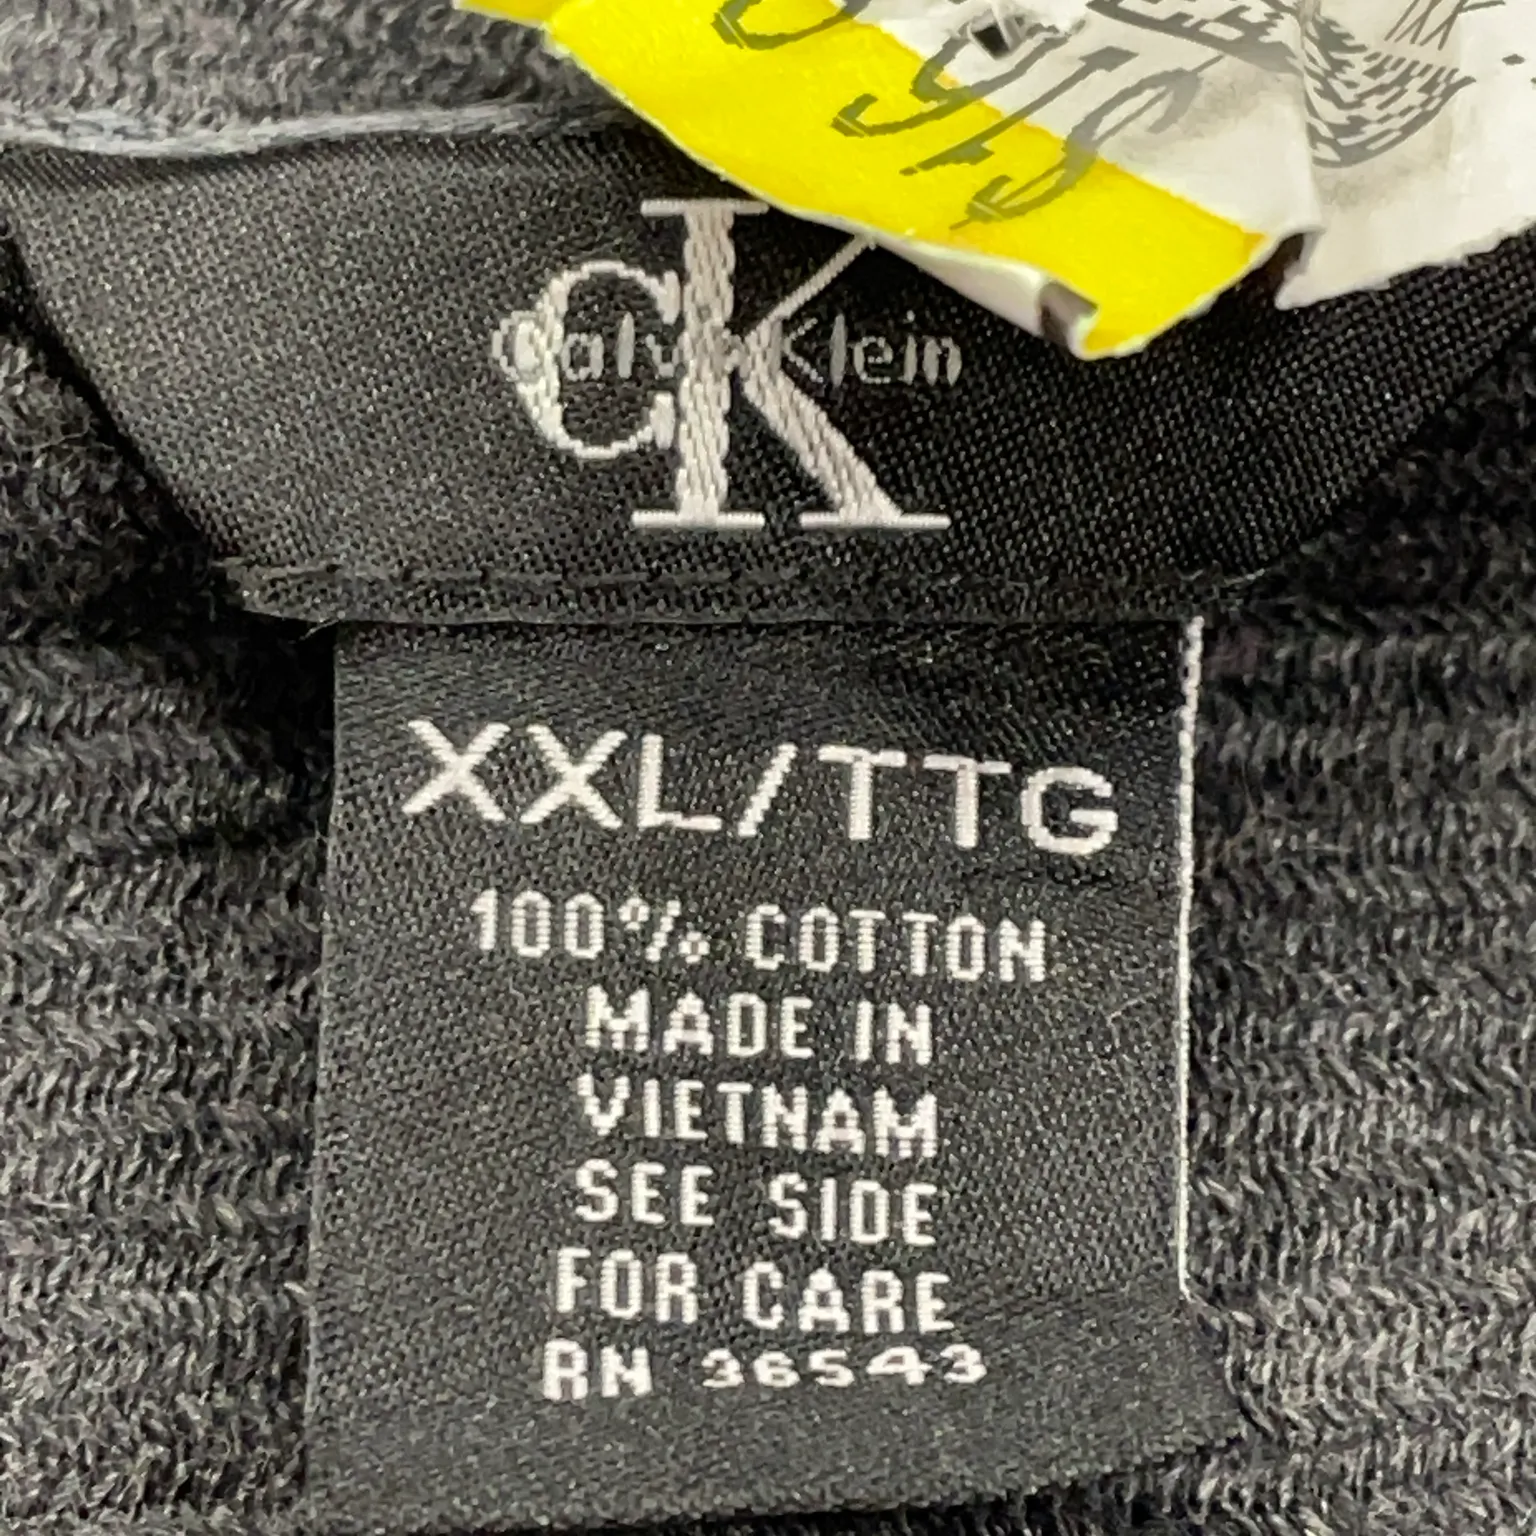 CK
Calvin Klein
XXL/TTG
100% COTTON
MADE IN
VIETNAM
SEE SIDE
FOR CARE
RN 36543